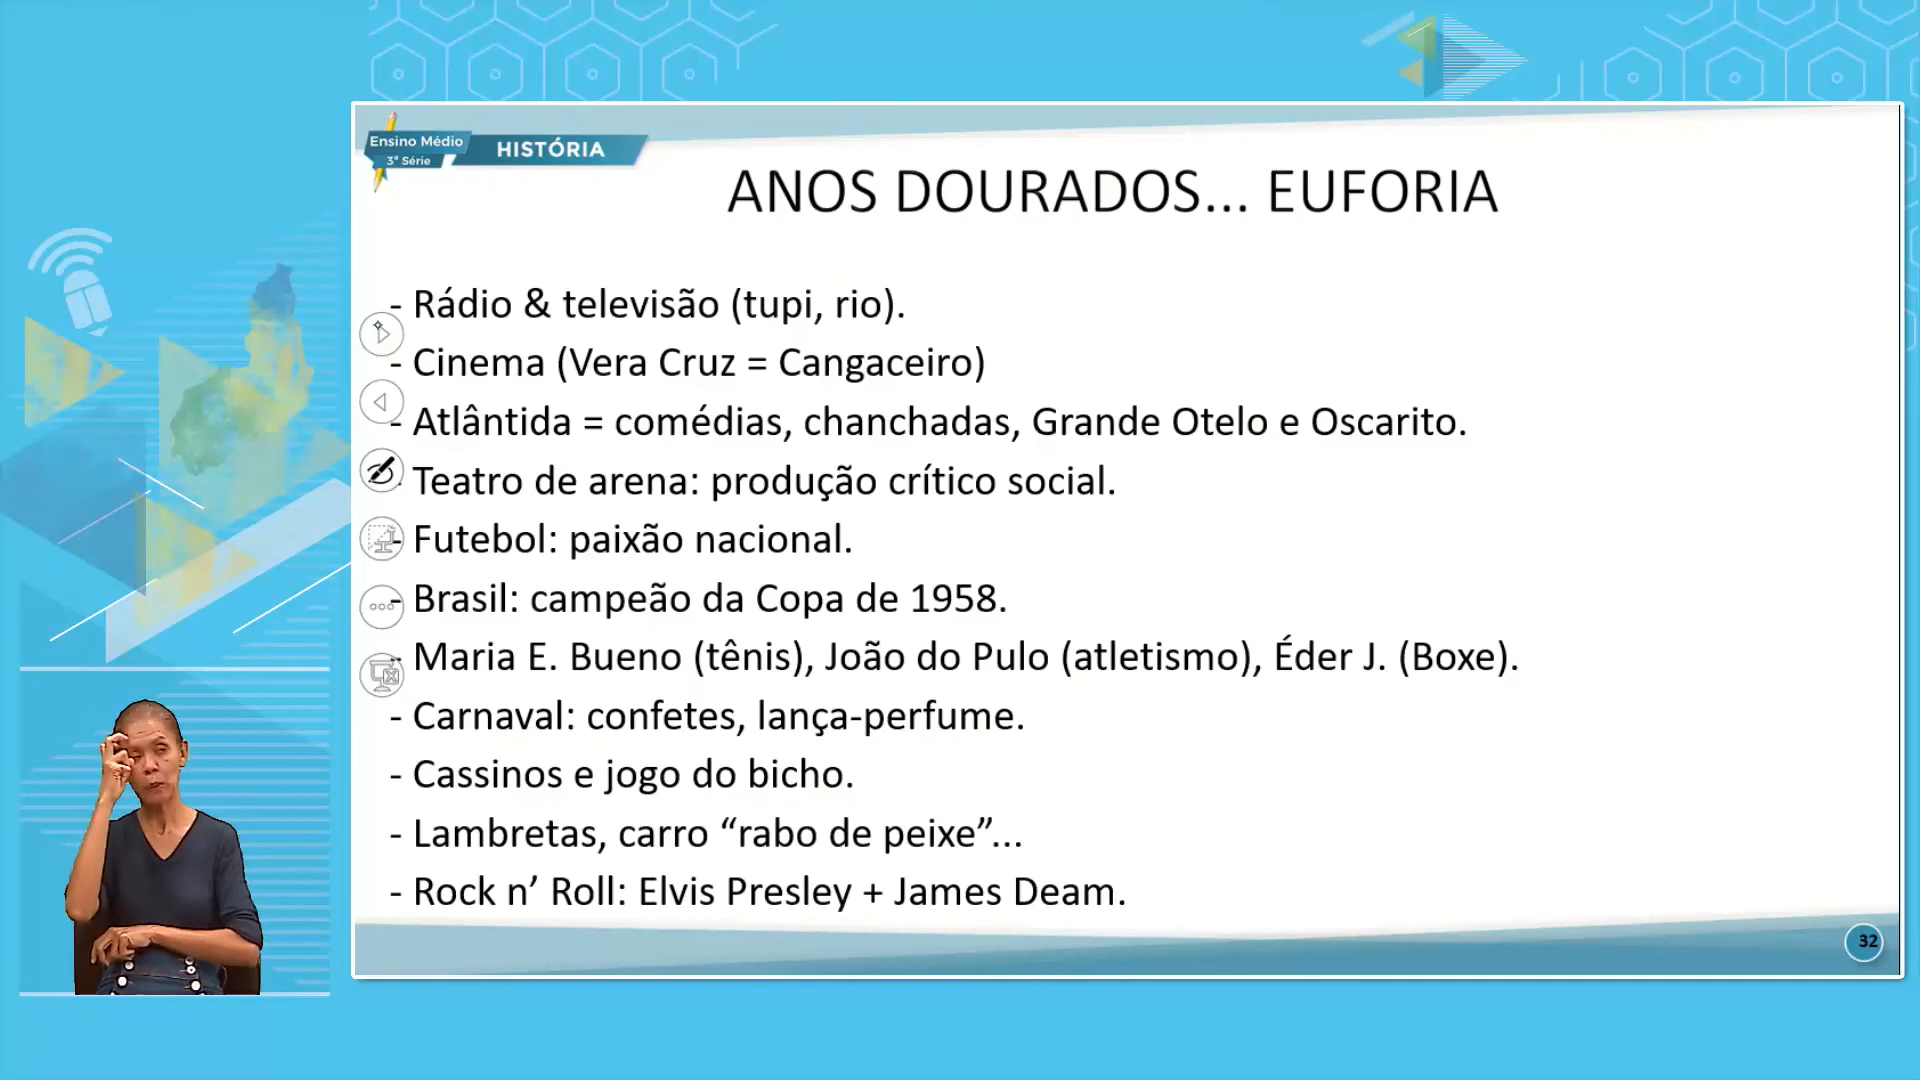 Ensino Médio
3ª Série
HISTÓRIA
ANOS DOURADOS... EUFORIA
- Rádio & televisão (tupi, rio).
- Cinema (Vera Cruz = Cangaceiro)
- Atlântida = comédias, chanchadas, Grande Otelo e Oscarito.
- Teatro de arena: produção crítico social.
- Futebol: paixão nacional.
- Brasil: campeão da Copa de 1958.
- Maria E. Bueno (tênis), João do Pulo (atletismo), Éder J. (Boxe).
- Carnaval: confetes, lança-perfume.
- Cassinos e jogo do bicho.
- Lambretas, carro “rabo de peixe”...
- Rock n’ Roll: Elvis Presley + James Deam.
32